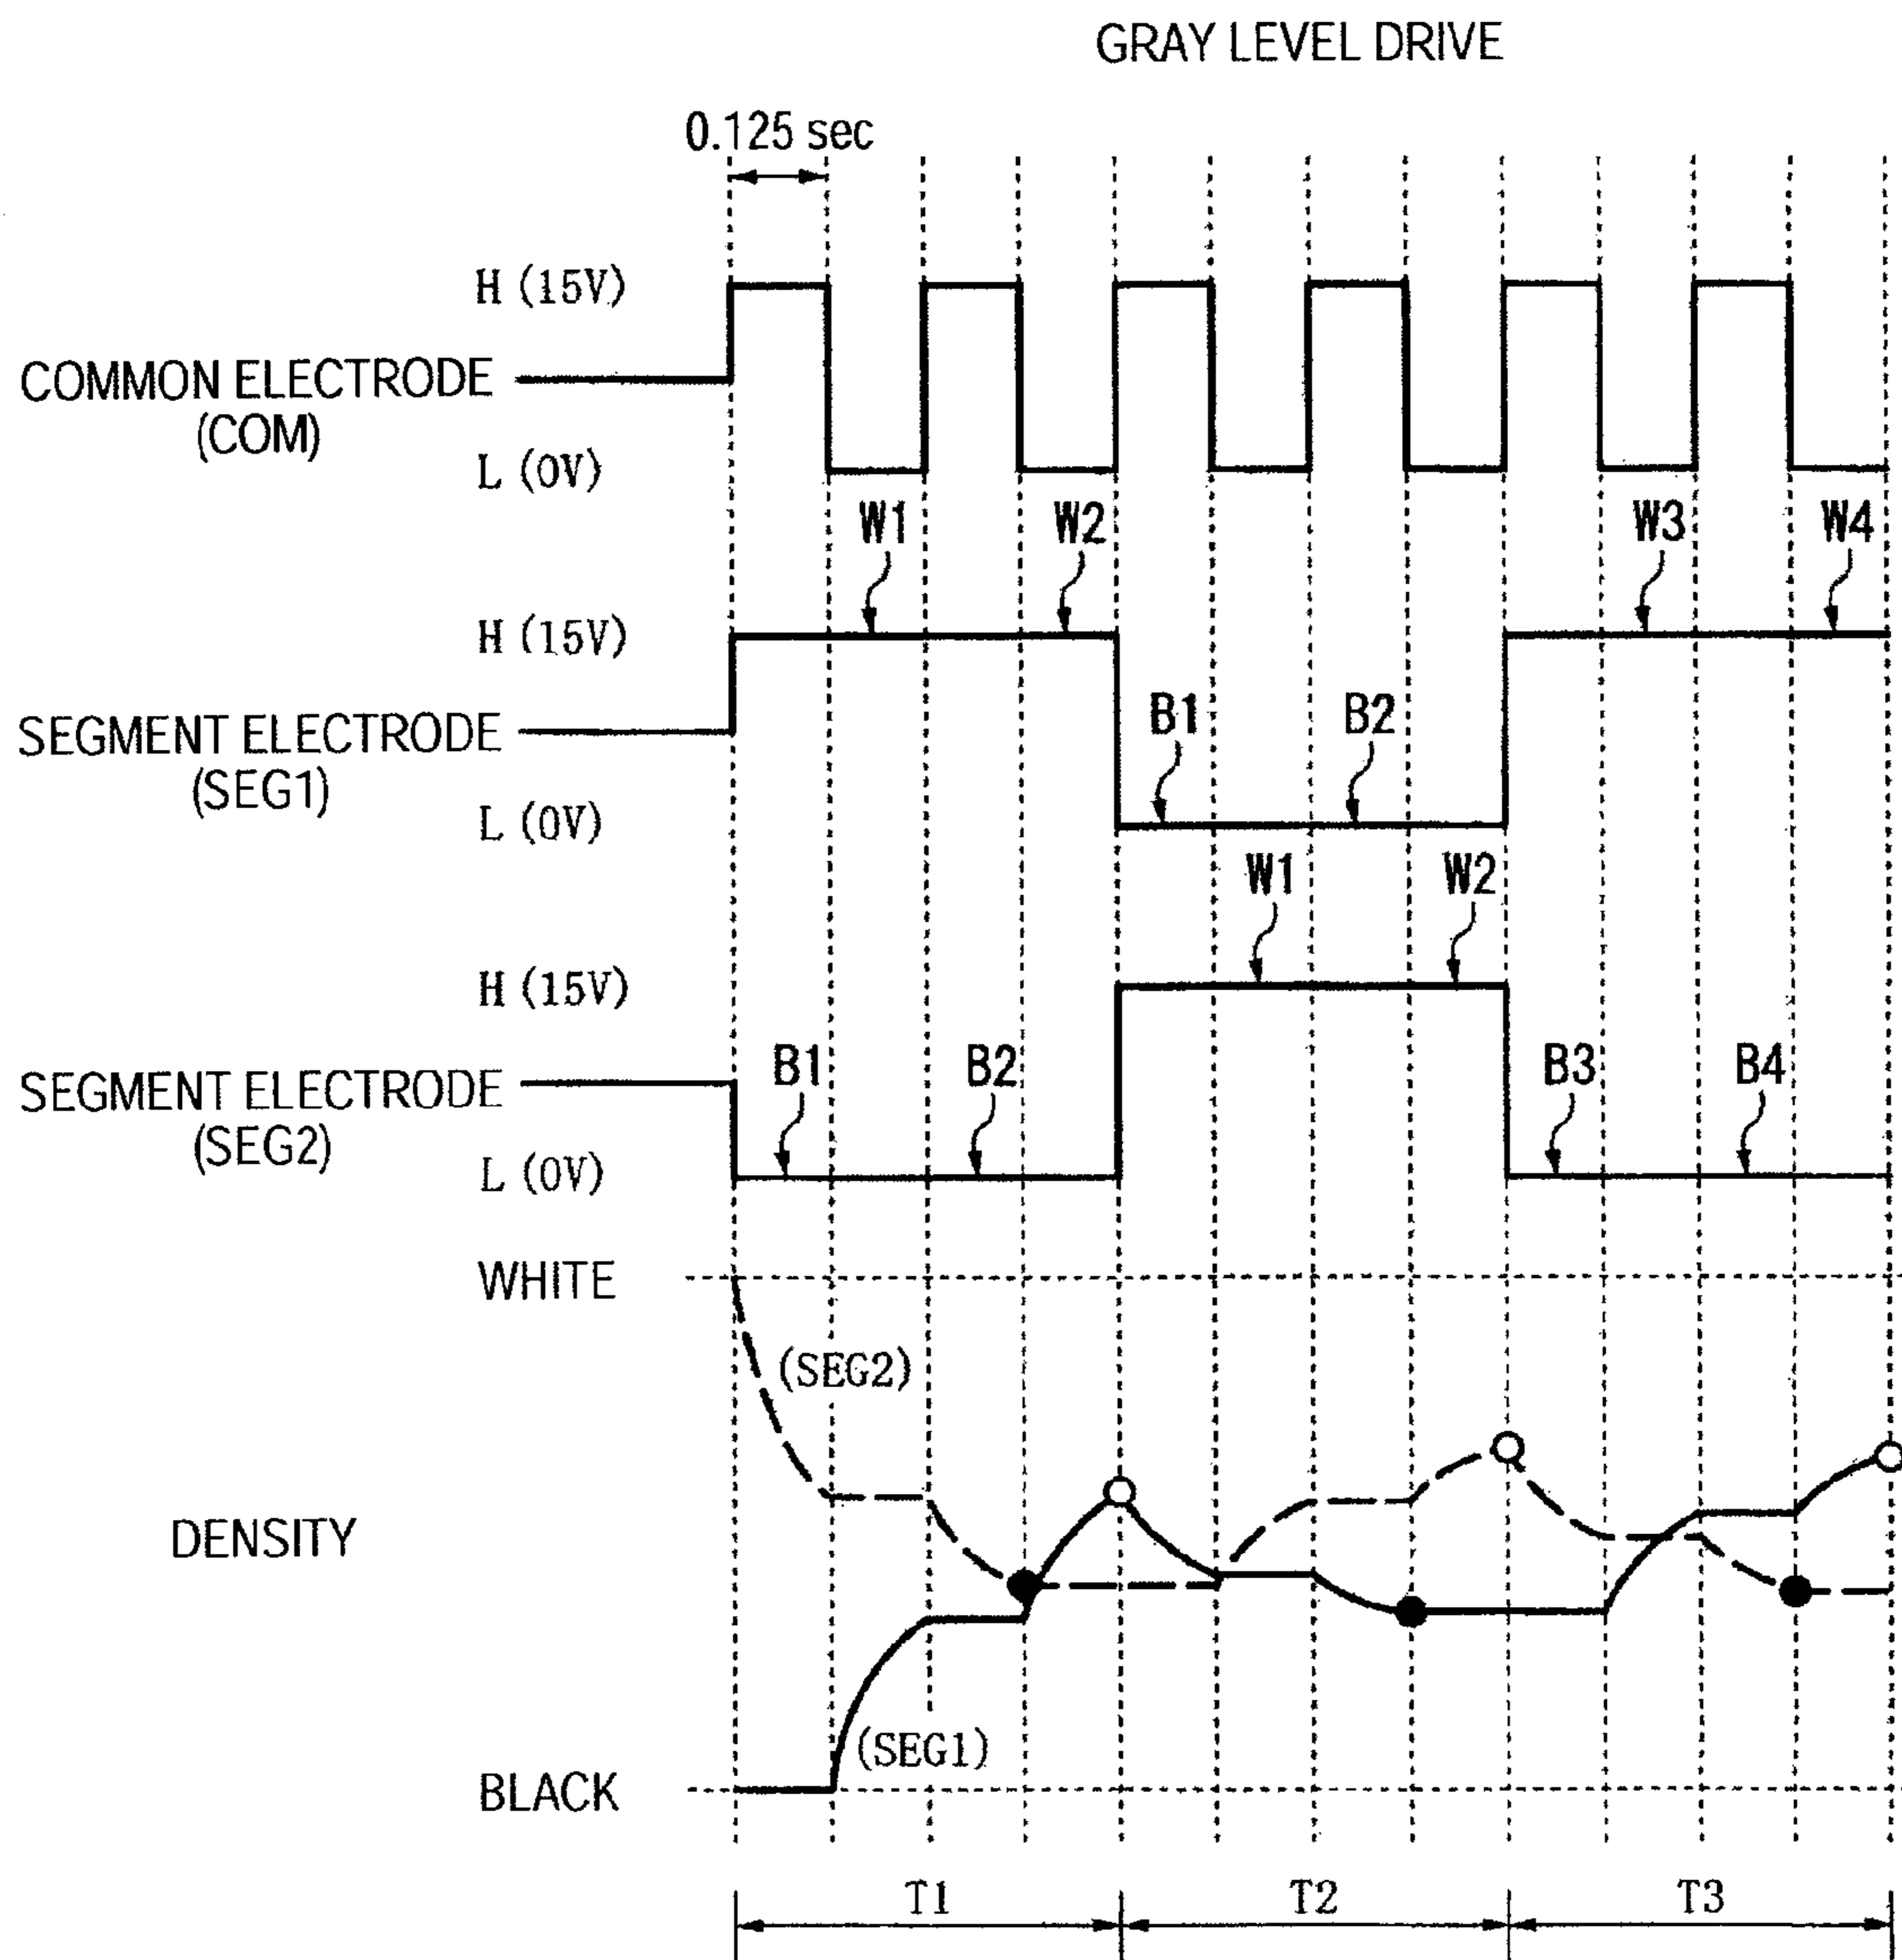 GRAY LEVEL DRIVE
0.125 sec
H (15V)
COMMON ELECTRODE
(COM)
L (0V)
W1 W2 W3 W4
H (15V)
SEGMENT ELECTRODE
(SEG1)
B1 B2
L (0V)
W1 W2
H (15V)
SEGMENT ELECTRODE
(SEG2)
B1 B2 B3 B4
L (0V)
WHITE
(SEG2)
DENSITY
(SEG1)
BLACK
T1 T2 T3